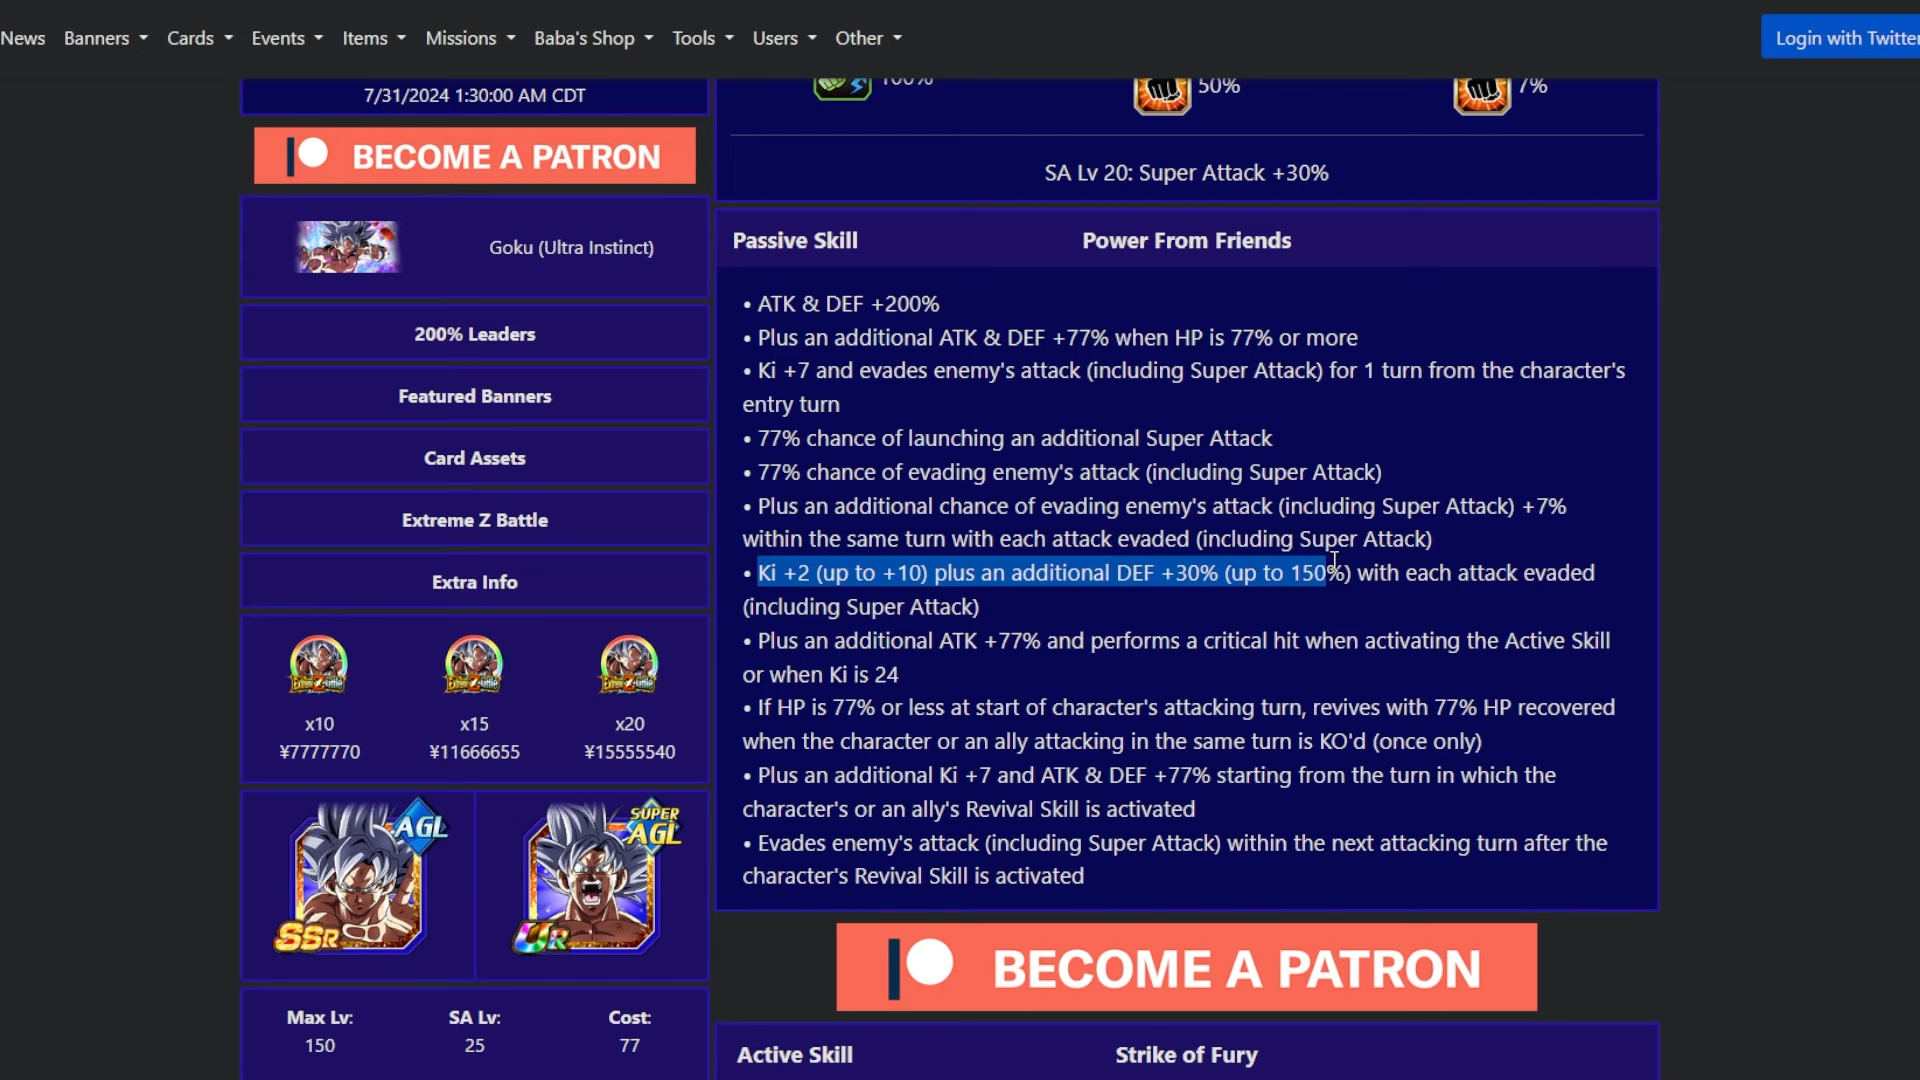 News Banners Cards Events Items Missions Baba's Shop Tools Users Other Login with Twitter
7/31/2024 1:30:00 AM CDT
BECOME A PATRON
Goku (Ultra Instinct)
200% Leaders
Featured Banners
Card Assets
Extreme Z Battle
Extra Info
x10 x15 x20
¥7777770 ¥11666655 ¥15555540
AGL SSR
SUPER AGL UR
Max Lv: SA Lv: Cost:
150 25 77
100% 50% 7%
SA Lv 20: Super Attack +30%
Passive Skill Power From Friends
• ATK & DEF +200%
• Plus an additional ATK & DEF +77% when HP is 77% or more
• Ki +7 and evades enemy's attack (including Super Attack) for 1 turn from the character's
entry turn
• 77% chance of launching an additional Super Attack
• 77% chance of evading enemy's attack (including Super Attack)
• Plus an additional chance of evading enemy's attack (including Super Attack) +7%
within the same turn with each attack evaded (including Super Attack)
• Ki +2 (up to +10) plus an additional DEF +30% (up to 150%) with each attack evaded
(including Super Attack)
• Plus an additional ATK +77% and performs a critical hit when activating the Active Skill
or when Ki is 24
• If HP is 77% or less at start of character's attacking turn, revives with 77% HP recovered
when the character or an ally attacking in the same turn is KO'd (once only)
• Plus an additional Ki +7 and ATK & DEF +77% starting from the turn in which the
character's or an ally's Revival Skill is activated
• Evades enemy's attack (including Super Attack) within the next attacking turn after the
character's Revival Skill is activated
BECOME A PATRON
Active Skill Strike of Fury